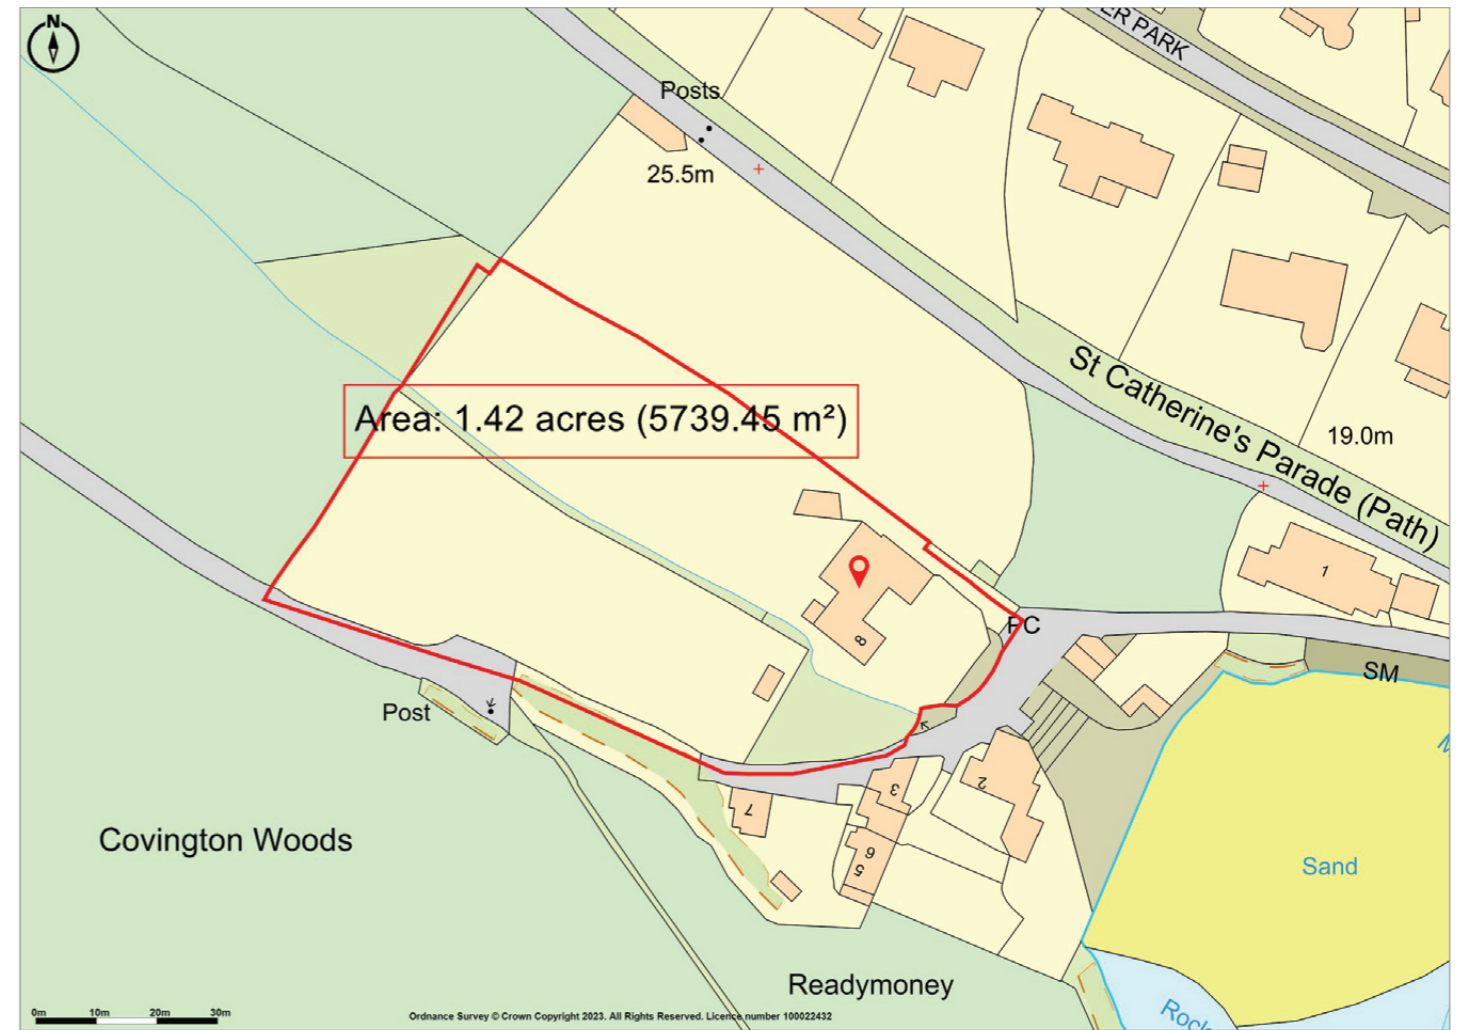 N
ER PARK
Posts
25.5m
St Catherine's Parade (Path)
19.0m
Area: 1.42 acres (5739.45 m²)
1
PC
8
SM
Post
2
3
7
6
5
Covington Woods
Sand
Readymoney
Rock
0m 10m 20m 30m
Ordnance Survey © Crown Copyright 2023. All Rights Reserved. Licence number 100022432